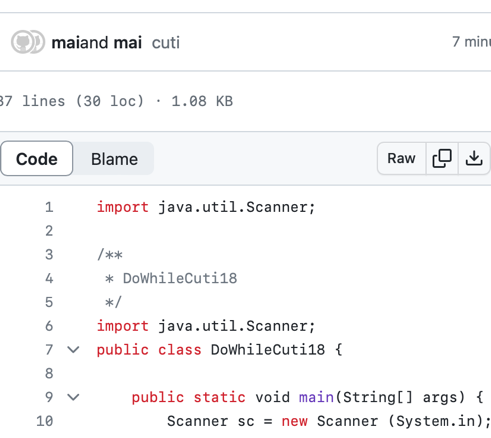 maiand mai cuti 7 min
37 lines (30 loc) · 1.08 KB
Code Blame Raw
1 import java.util.Scanner;
2
3 /**
4 * DoWhileCuti18
5 */
6 import java.util.Scanner;
7 public class DoWhileCuti18 {
8
9 public static void main(String[] args) {
10 Scanner sc = new Scanner (System.in);